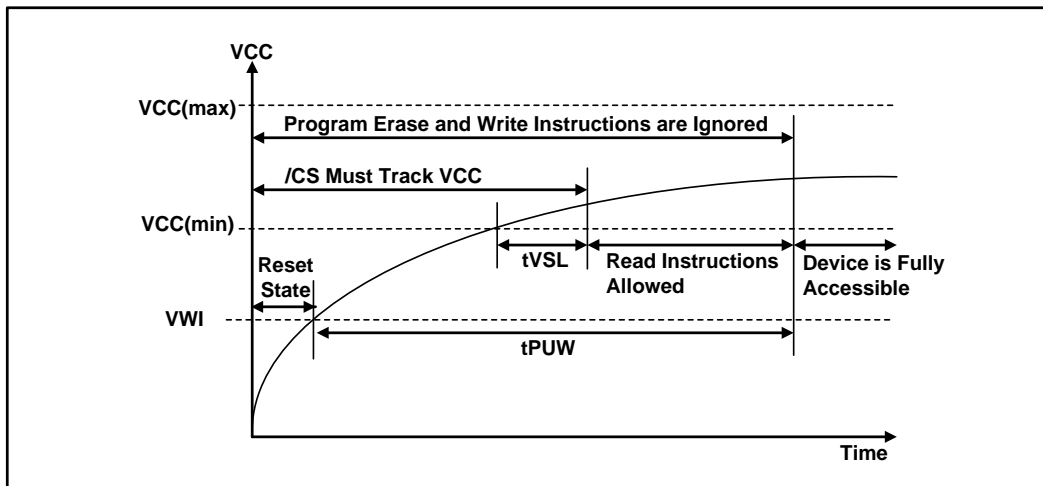 VCC
VCC(max)
Program Erase and Write Instructions are Ignored
/CS Must Track VCC
VCC(min)
tVSL
Read Instructions
Allowed
Device is Fully
Accessible
Reset
State
VWI
tPUW
Time